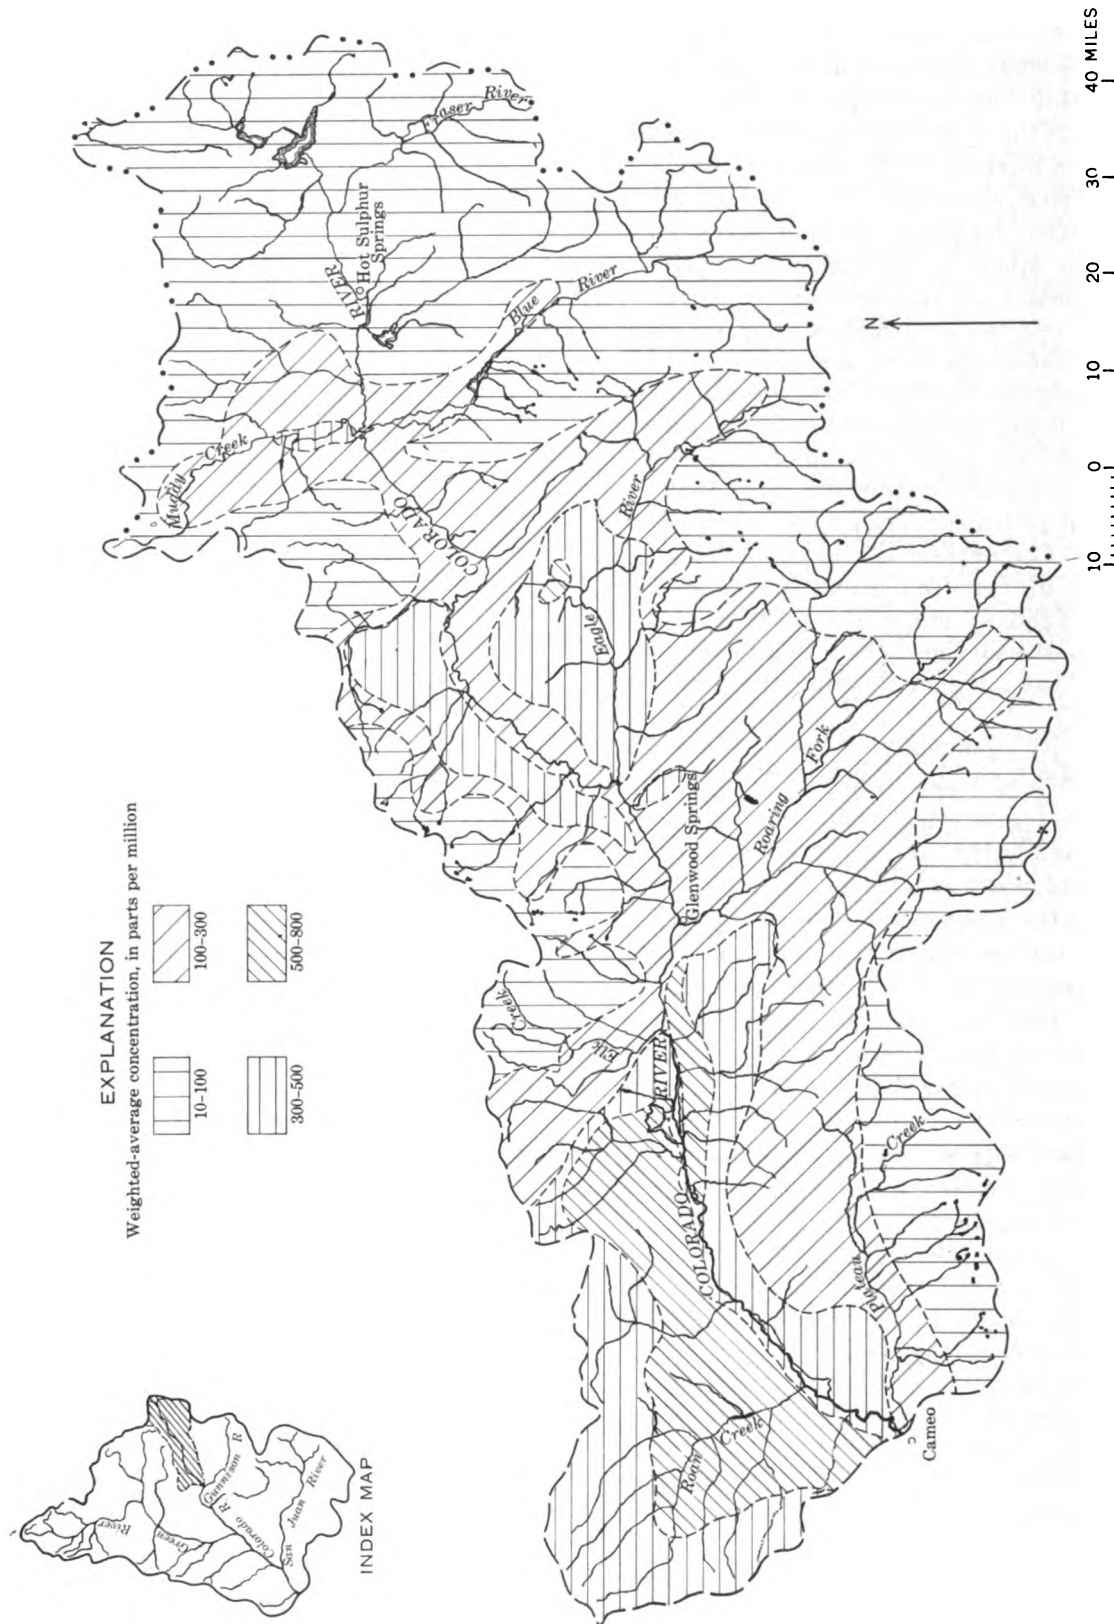 EXPLANATION
Weighted-average concentration, in parts per million
10-100
100-300
300-500
500-800
INDEX MAP
River
Green
Gunnison R
Colorado R
San Juan River
N
10 0 10 20 30 40 MILES
Muddy Creek
COLORADO
RIVER
Hot Sulphur
Springs
Fraser River
Blue River
Eagle River
Glenwood Springs
Roaring Fork
Elk Creek
COLORADO RIVER
Roan Creek
Plateau Creek
Cameo